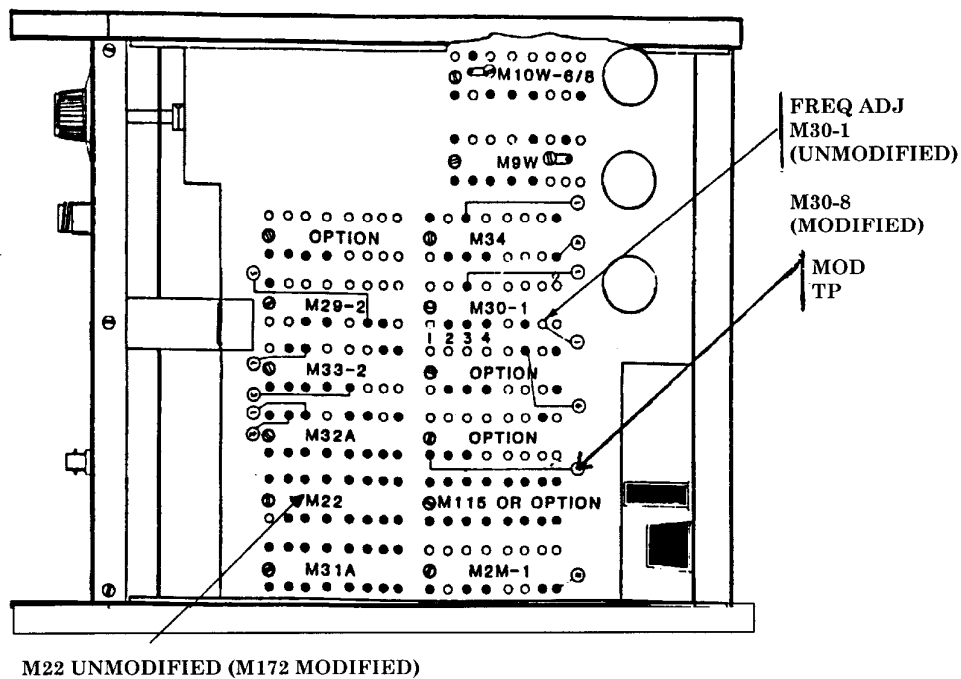 M10W-6/8
FREQ ADJ
M30-1
(UNMODIFIED)
M9W
M30-8
(MODIFIED)
OPTION
M34
MOD
TP
M29-2
M30-1
1 2 3 4
M33-2
OPTION
M32A
OPTION
M22
M115 OR OPTION
M31A
M2M-1
M22 UNMODIFIED (M172 MODIFIED)